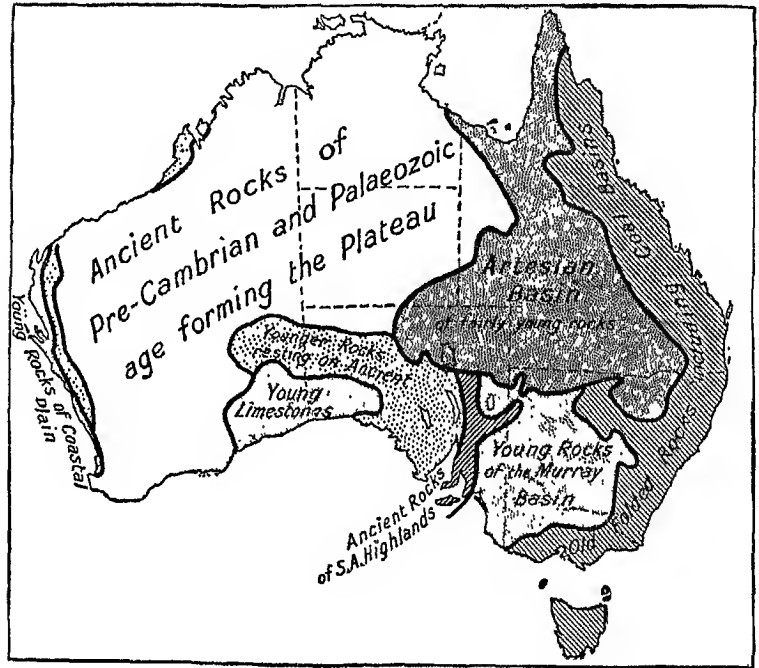 Ancient Rocks of
Pre-Cambrian and Palaeozoic
age forming the Plateau
Young Rocks of Coastal
Plain
Younger Rocks
resting on Ancient
Young
Limestones
Artesian
Basin
of fairly young rocks
Old Folded Rocks including
Coal Basins
Young Rocks
of the Murray
Basin
Ancient Rocks
of S.A. Highlands